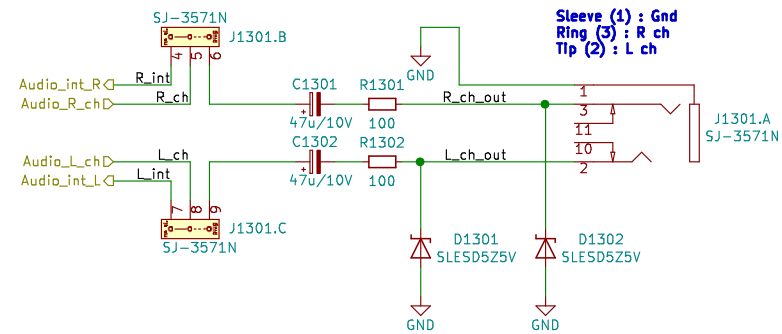 SJ-3571N
Sleeve (1) : Gnd
Ring (3) : R ch
Tip (2) : L ch
J1301.B
4
5
6
GND
Audio_int_R
R_int
Audio_R_ch
R_ch
C1301
47u/10V
R1301
100
R_ch_out
1
3
11
10
2
J1301.A
SJ-3571N
C1302
47u/10V
R1302
100
Audio_L_ch
L_ch
L_ch_out
Audio_int_L
L_int
7
8
9
J1301.C
SJ-3571N
D1301
SLESD5Z5V
D1302
SLESD5Z5V
GND
GND